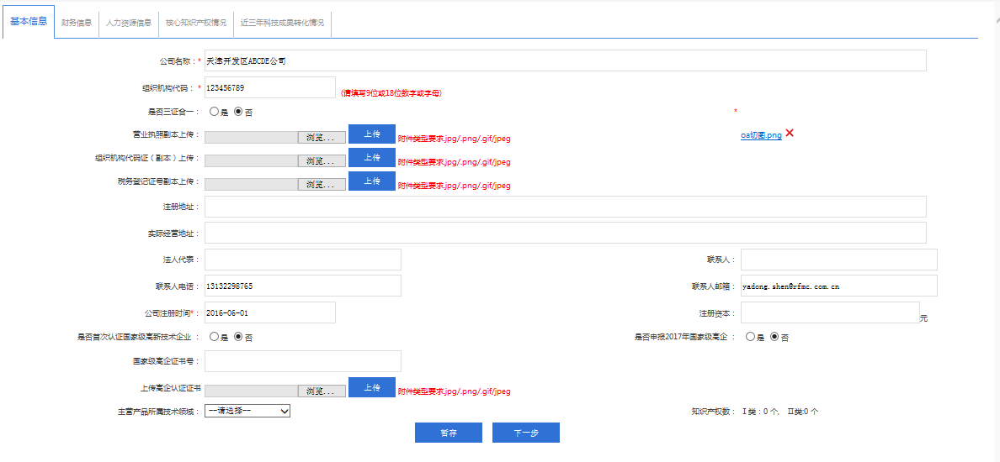 基本信息 财务信息 人力资源信息 核心知识产权情况 近三年科技成果转化情况
公司名称：* 天津开发区ABCDE公司
组织机构代码： * 123456789 (请填写9位或18位数字或字母)
是否三证合一： 是 否 *
营业执照副本上传： 浏览... 上传 附件类型要求.jpg/.png/.gif/jpeg oa切图.png
组织机构代码证（副本）上传： 浏览... 上传 附件类型要求.jpg/.png/.gif/jpeg
税务登记证号副本上传： 浏览... 上传 附件类型要求.jpg/.png/.gif/jpeg
注册地址：
实际经营地址：
法人代表： 联系人：
联系人电话： 13132298765 联系人邮箱： yadong.shen@rfmc.com.cn
公司注册时间*： 2016-06-01 注册资本： 元
是否首次认证国家级高新技术企业 ： 是 否 是否申报2017年国家级高企 ： 是 否
国家级高企证书号：
上传高企认证证书 浏览... 上传 附件类型要求.jpg/.png/.gif/jpeg
主营产品所属技术领域： --请选择-- 知识产权数： Ⅰ类：0 个, Ⅱ类:0 个
暂存 下一步